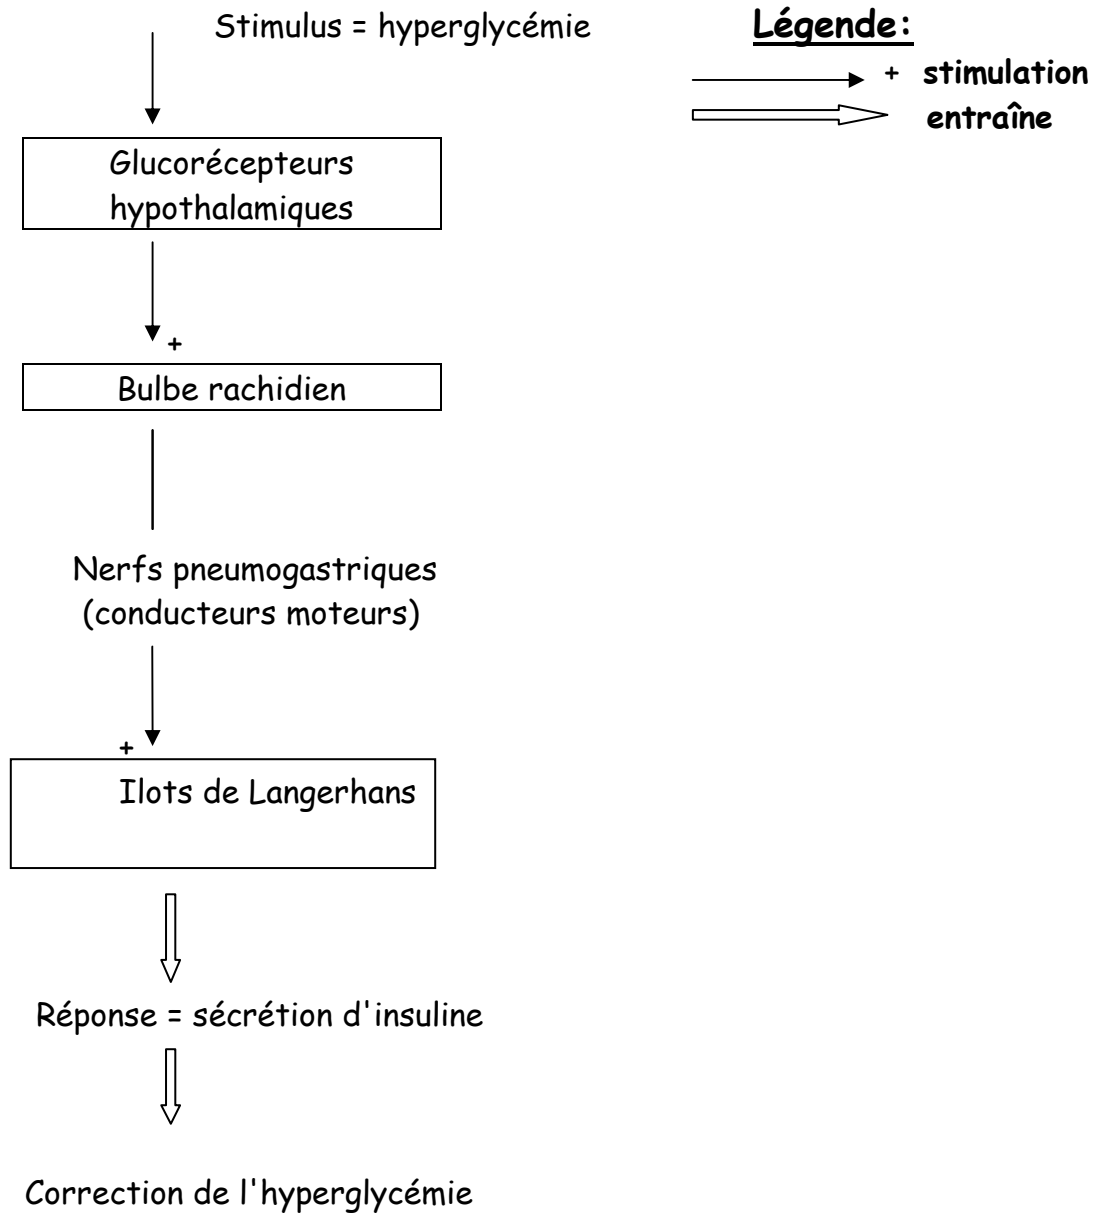 Stimulus = hyperglycémie
Légende:
+ stimulation
entraîne
Glucorécepteurs
hypothalamiques
+
Bulbe rachidien
Nerfs pneumogastriques
(conducteurs moteurs)
+
Ilots de Langerhans
Réponse = sécrétion d'insuline
Correction de l'hyperglycémie